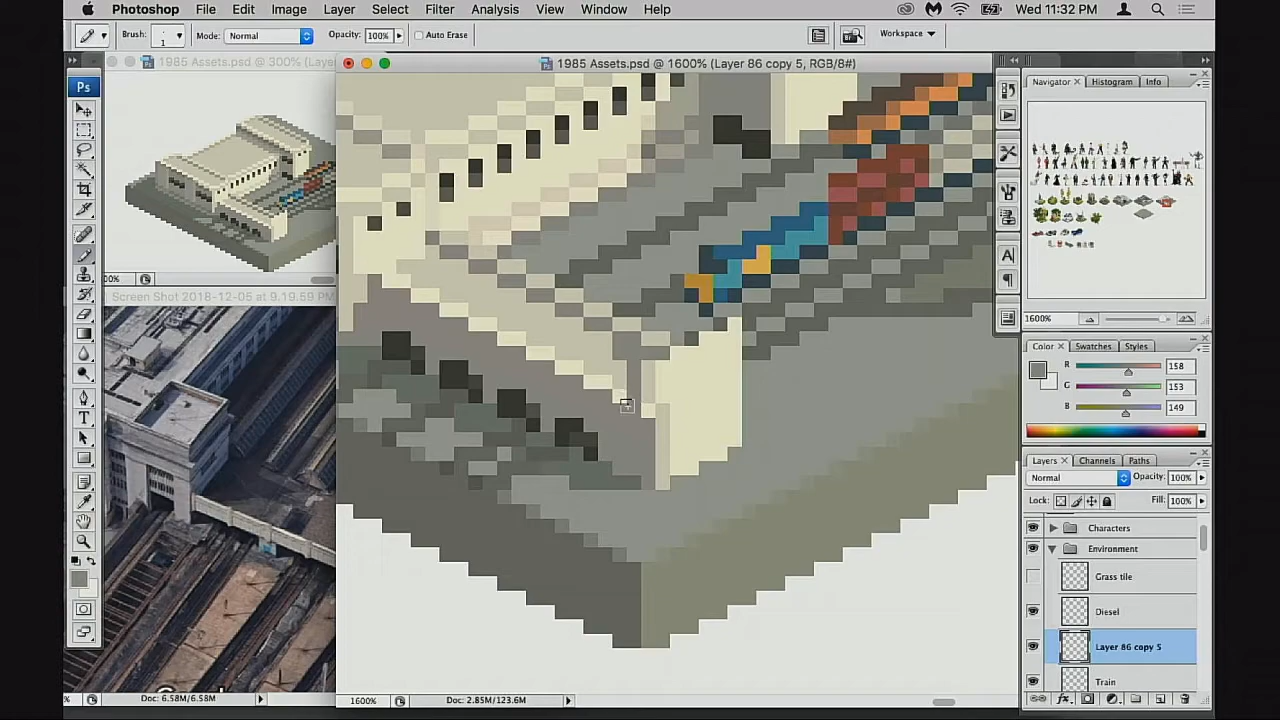 Photoshop File Edit Image Layer Select Filter Analysis View Window Help Wed 11:32 PM
Brush: 1 Mode: Normal Opacity: 100% Auto Erase Workspace
1985 Assets.psd @ 300% (Laye
1985 Assets.psd @ 1600% (Layer 86 copy 5, RGB/8#)
Ps
Navigator Histogram Info
1600%
Color Swatches Styles
R 158
G 153
B 149
Layers Channels Paths
Normal Opacity: 100%
Lock: Fill: 100%
Characters
Environment
Grass tile
Diesel
Layer 86 copy 5
Train
00%
Screen Shot 2018-12-05 at 9.19.59 PM
% Doc: 6.58M/6.58M
1600% Doc: 2.85M/123.6M